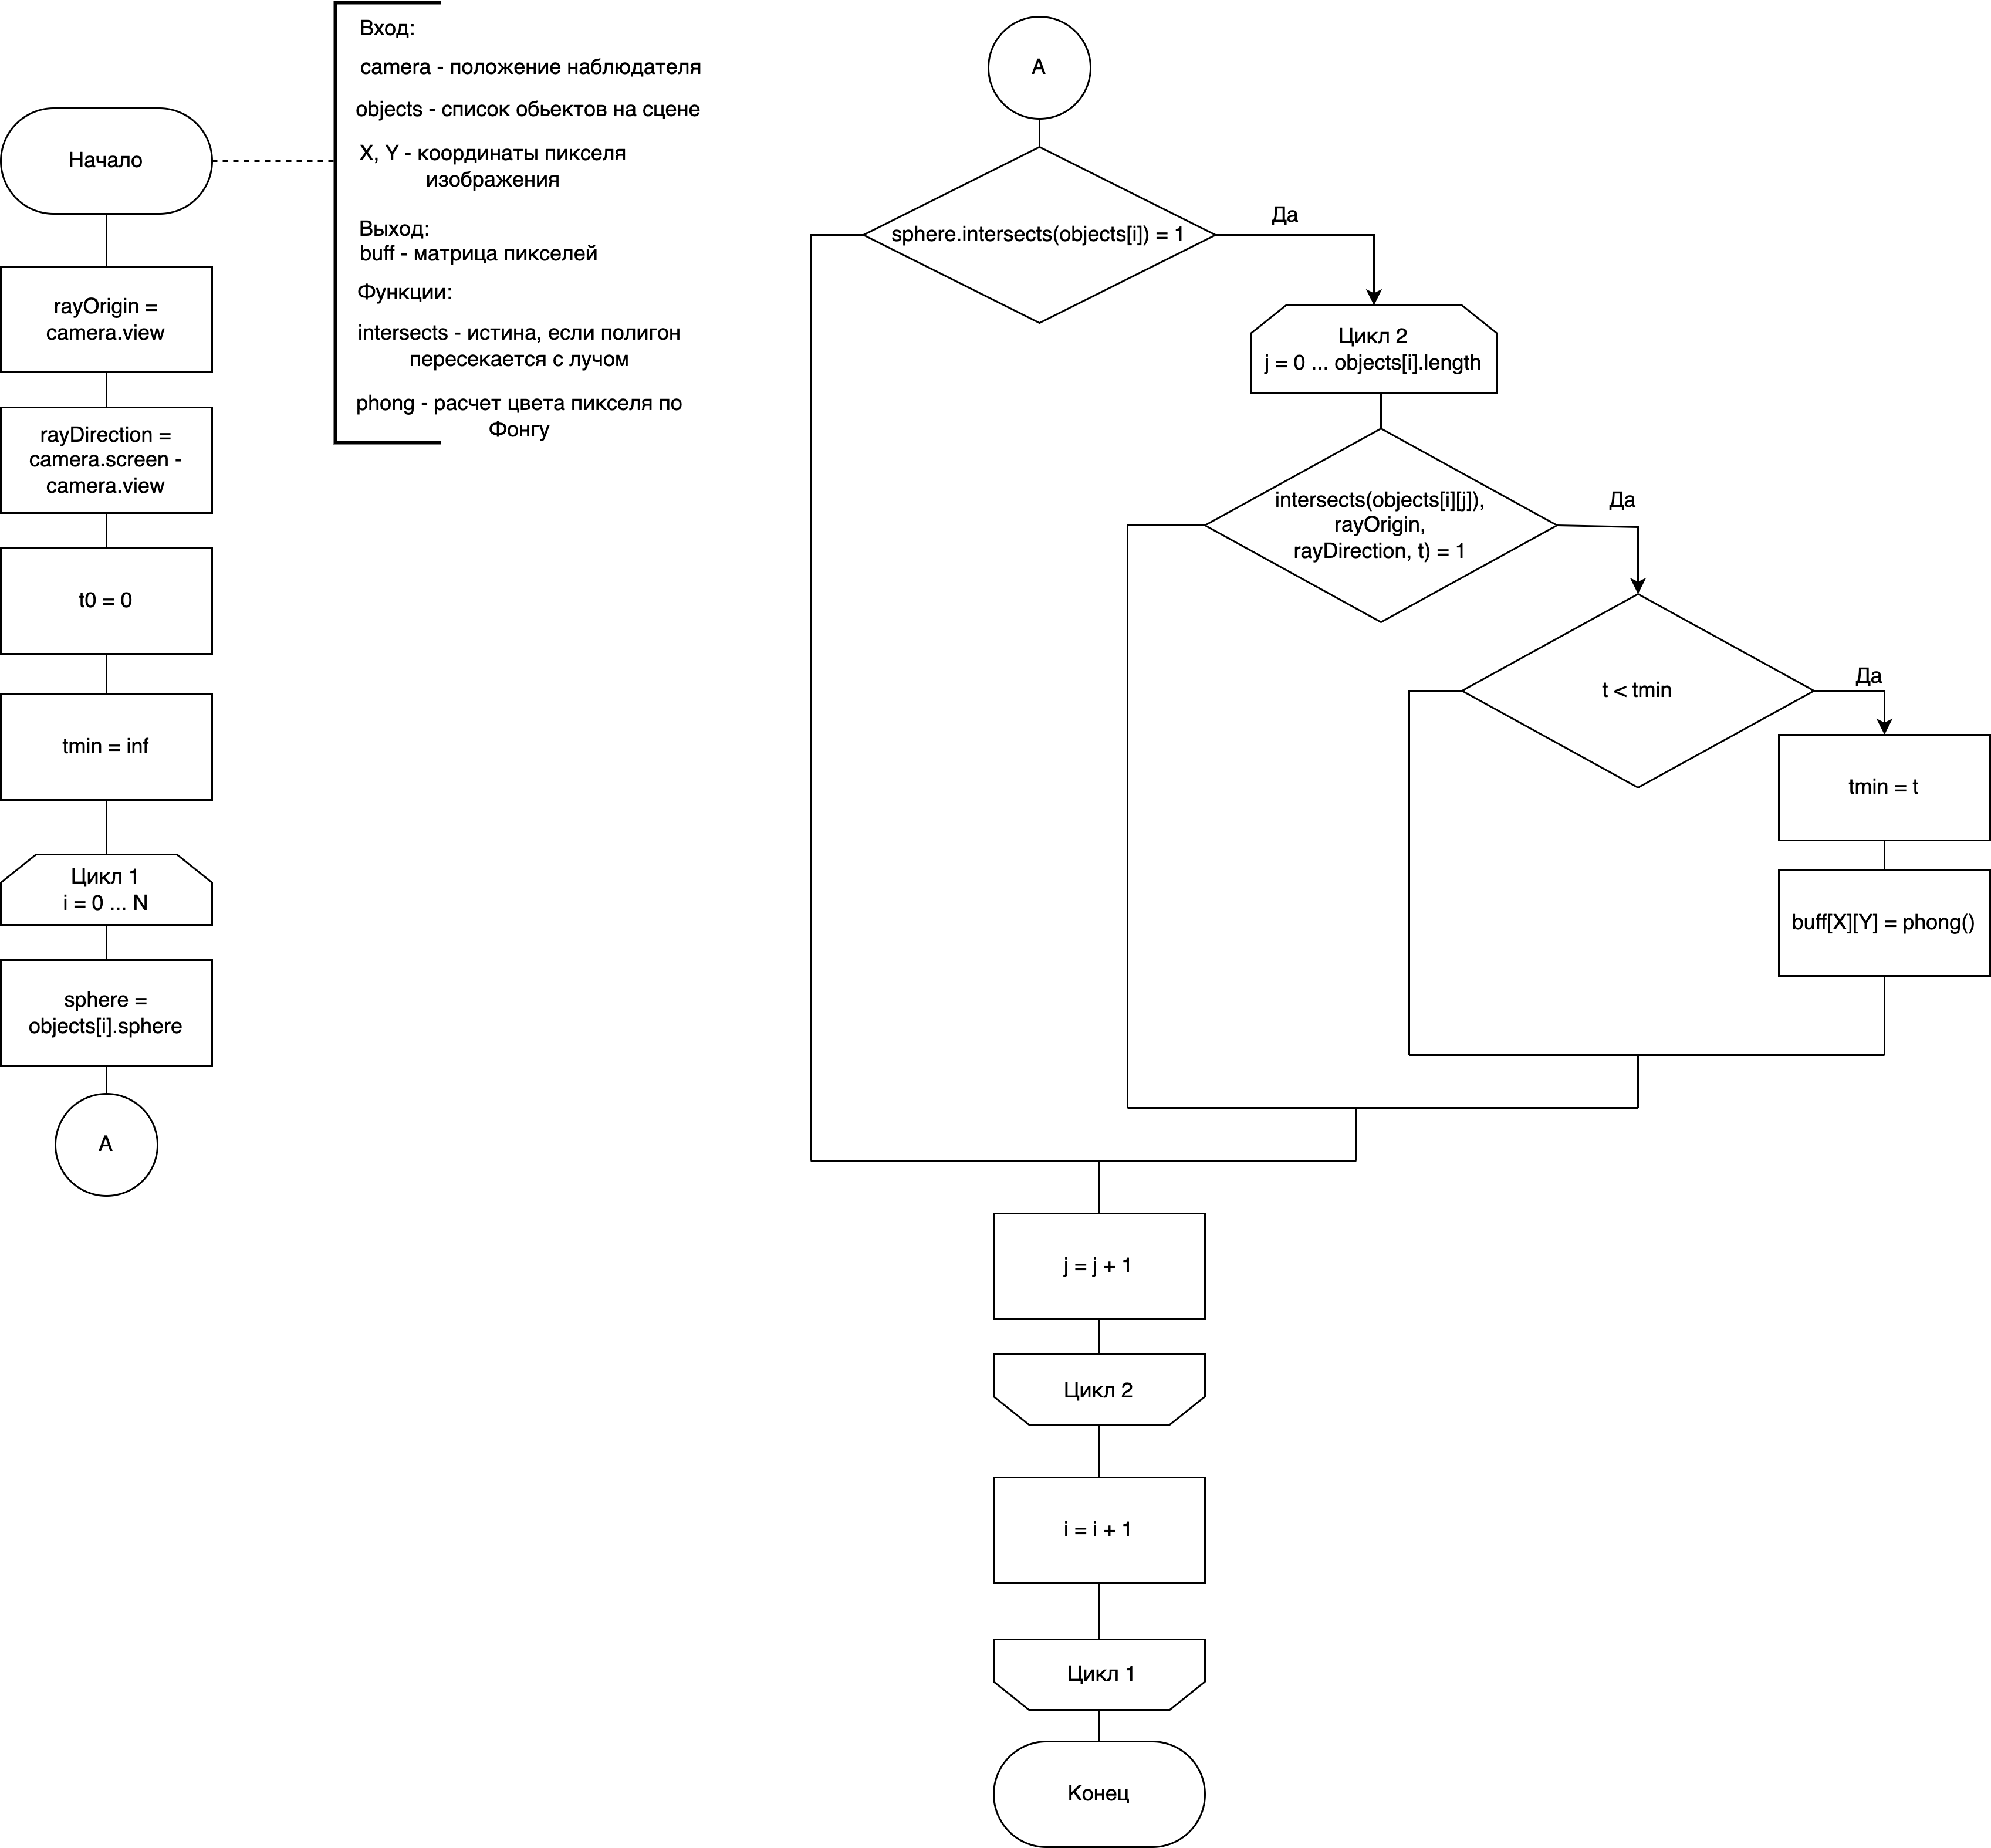 Начало
rayOrigin =
camera.view
rayDirection =
camera.screen -
camera.view
t0 = 0
tmin = inf
Цикл 1
i = 0 ... N
sphere =
objects[i].sphere
A
Вход:
camera - положение наблюдателя
objects - список обьектов на сцене
X, Y - координаты пикселя
изображения
Выход:
buff - матрица пикселей
Функции:
intersects - истина, если полигон
пересекается с лучом
phong - расчет цвета пикселя по
Фонгу
A
sphere.intersects(objects[i]) = 1
Да
Цикл 2
j = 0 ... objects[i].length
intersects(objects[i][j]),
rayOrigin,
rayDirection, t) = 1
Да
t < tmin
Да
tmin = t
buff[X][Y] = phong()
j = j + 1
Цикл 2
i = i + 1
Цикл 1
Конец